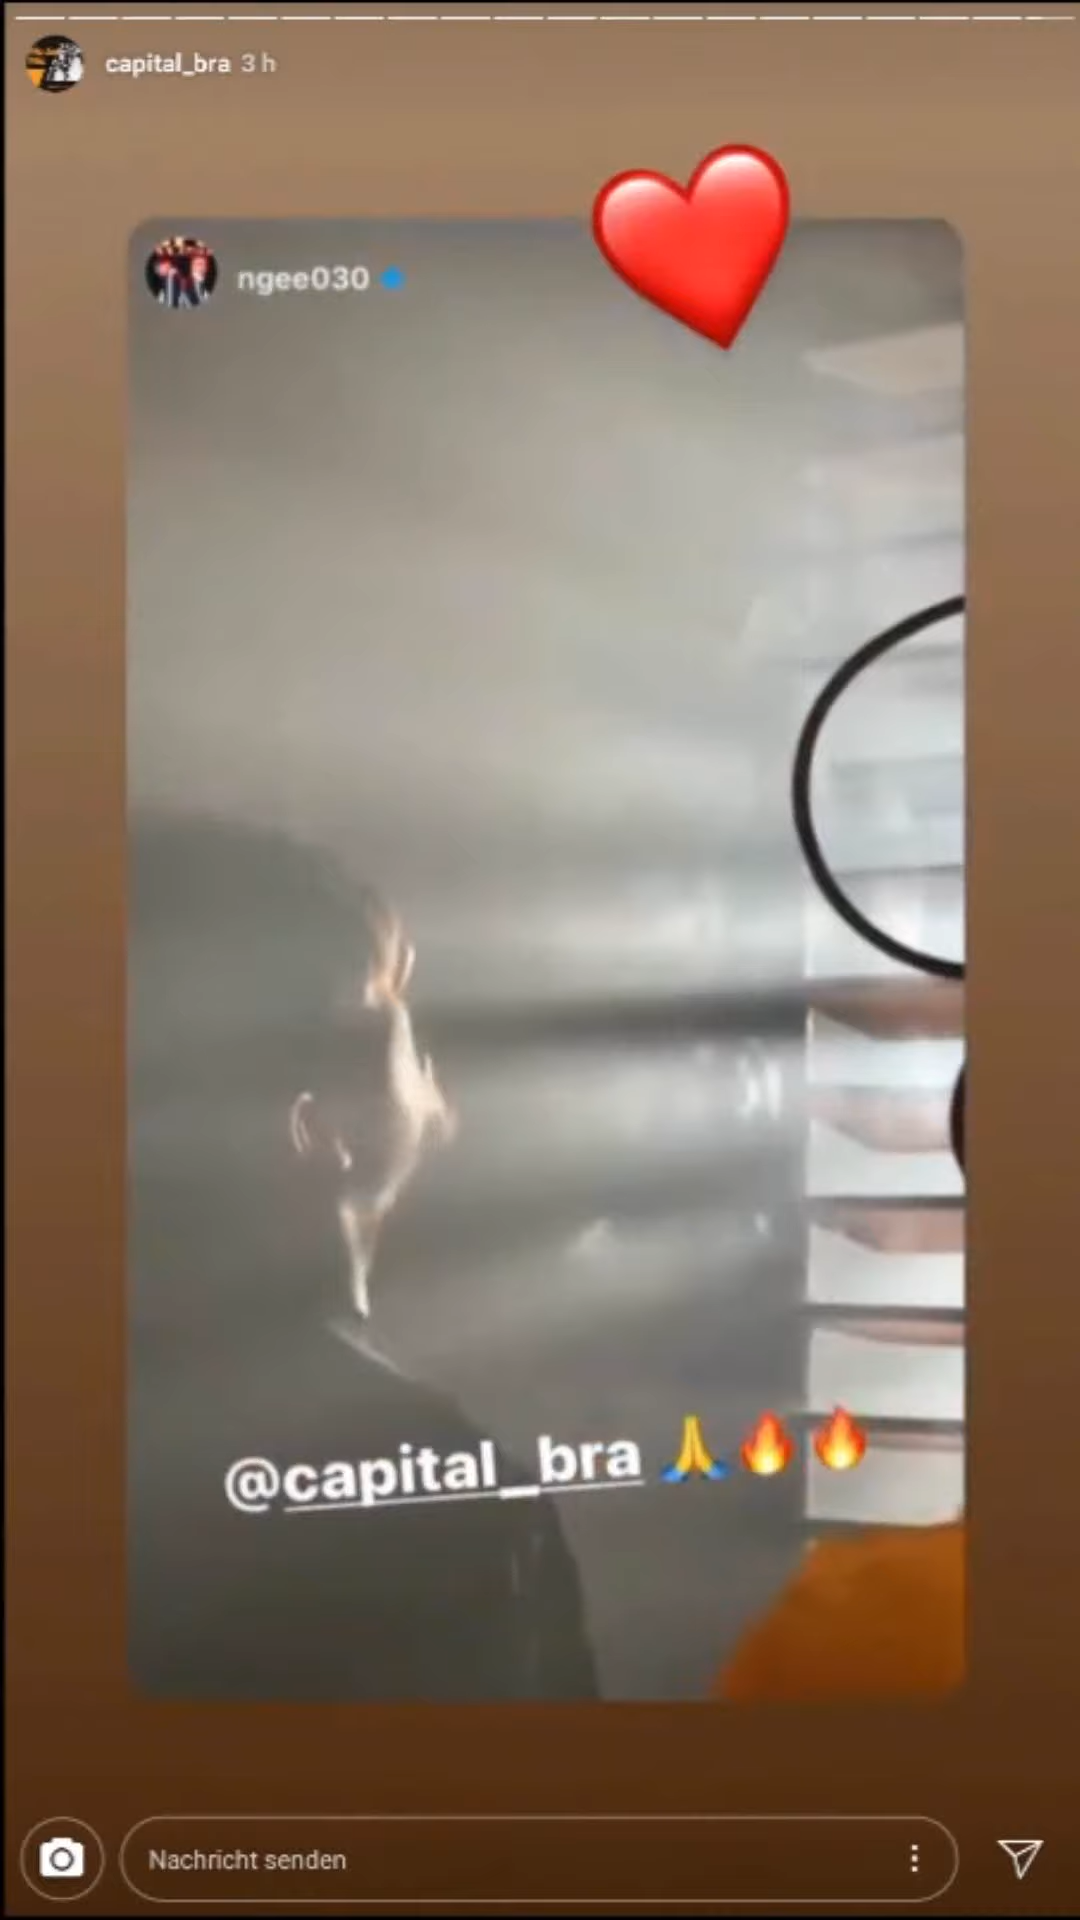 capital_bra 3 h
ngee030
@capital_bra 🙏🔥🔥
Nachricht senden